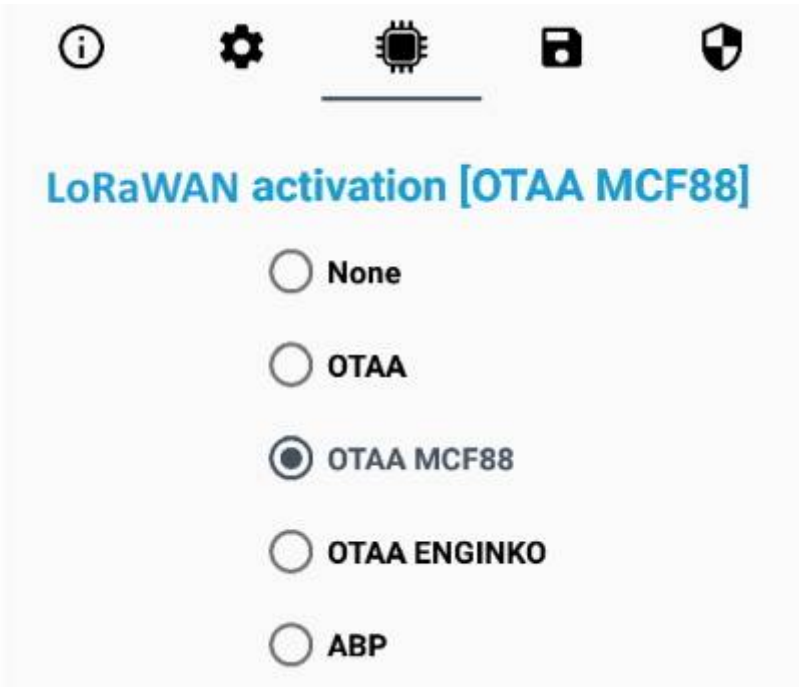 LoRaWAN activation [OTAA MCF88]
None
OTAA
OTAA MCF88
OTAA ENGINKO
ABP